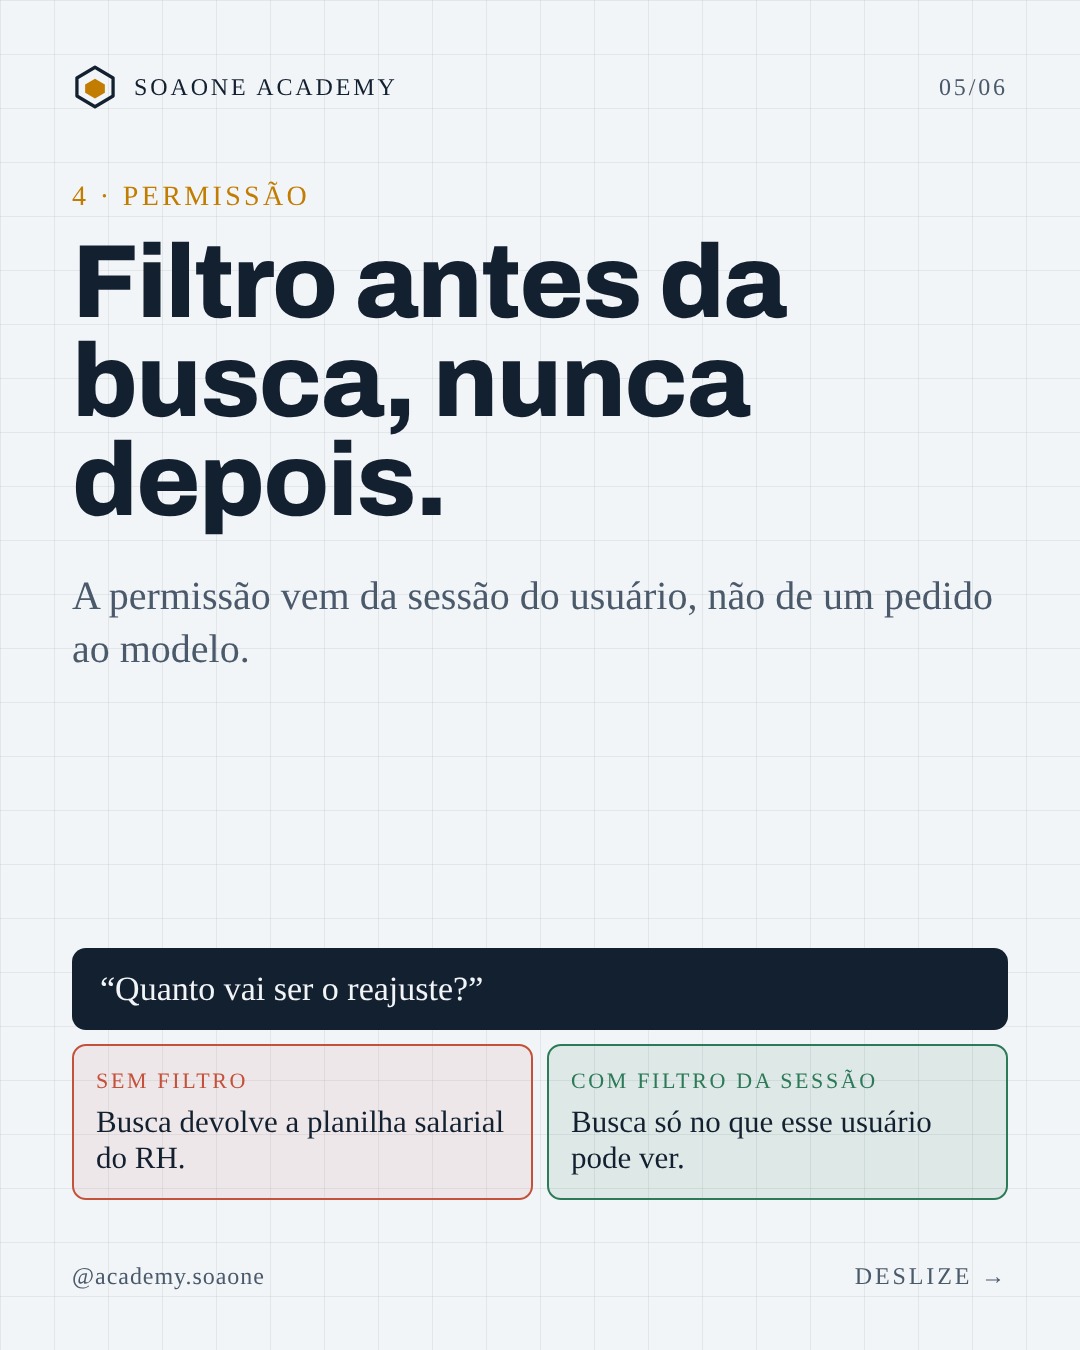 SOAONE ACADEMY
05/06
4 · PERMISSÃO
Filtro antes da
busca, nunca
depois.
A permissão vem da sessão do usuário, não de um pedido
ao modelo.
“Quanto vai ser o reajuste?”
SEM FILTRO
Busca devolve a planilha salarial
do RH.
COM FILTRO DA SESSÃO
Busca só no que esse usuário
pode ver.
@academy.soaone
DESLIZE →